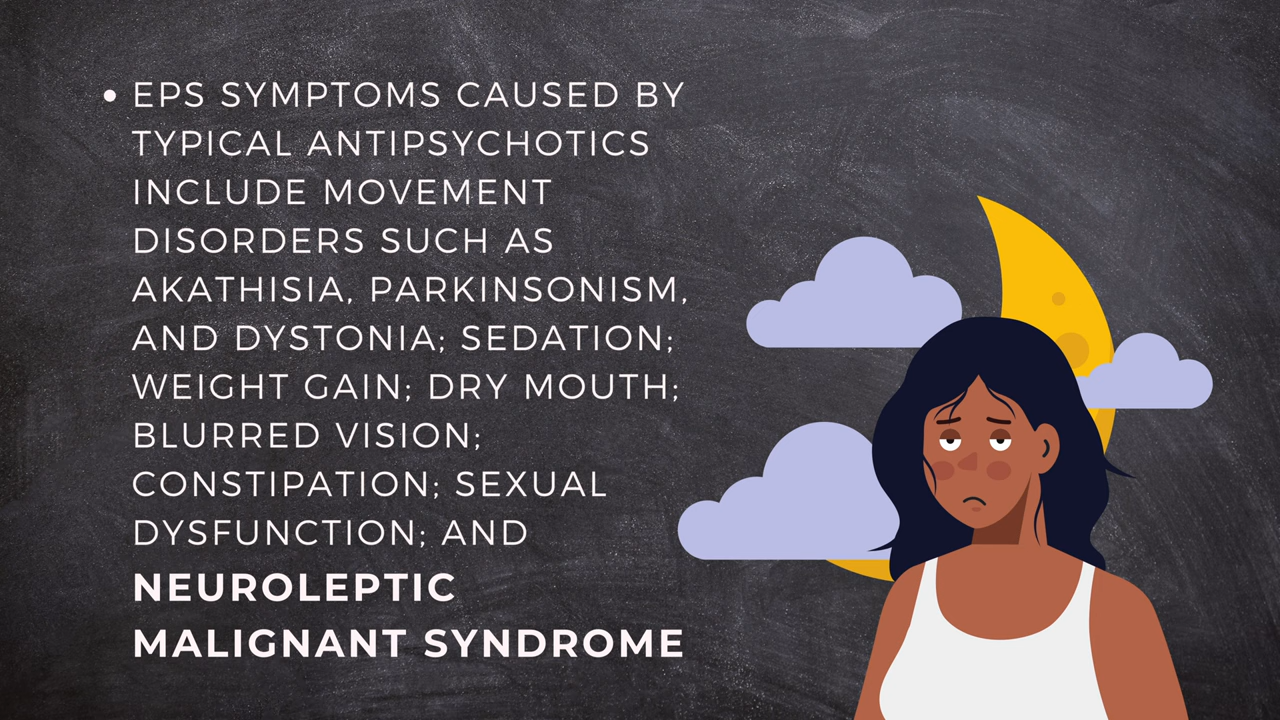 • EPS SYMPTOMS CAUSED BY
TYPICAL ANTIPSYCHOTICS
INCLUDE MOVEMENT
DISORDERS SUCH AS
AKATHISIA, PARKINSONISM,
AND DYSTONIA; SEDATION;
WEIGHT GAIN; DRY MOUTH;
BLURRED VISION;
CONSTIPATION; SEXUAL
DYSFUNCTION; AND
NEUROLEPTIC
MALIGNANT SYNDROME